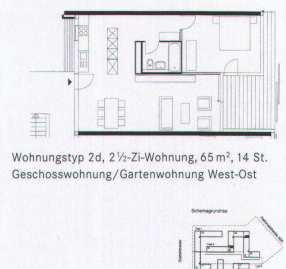 Wohnungstyp 2d, 2½-Zi-Wohnung, 65 m², 14 St.
Geschosswohnung/Gartenwohnung West-Ost
Schemagrundriss